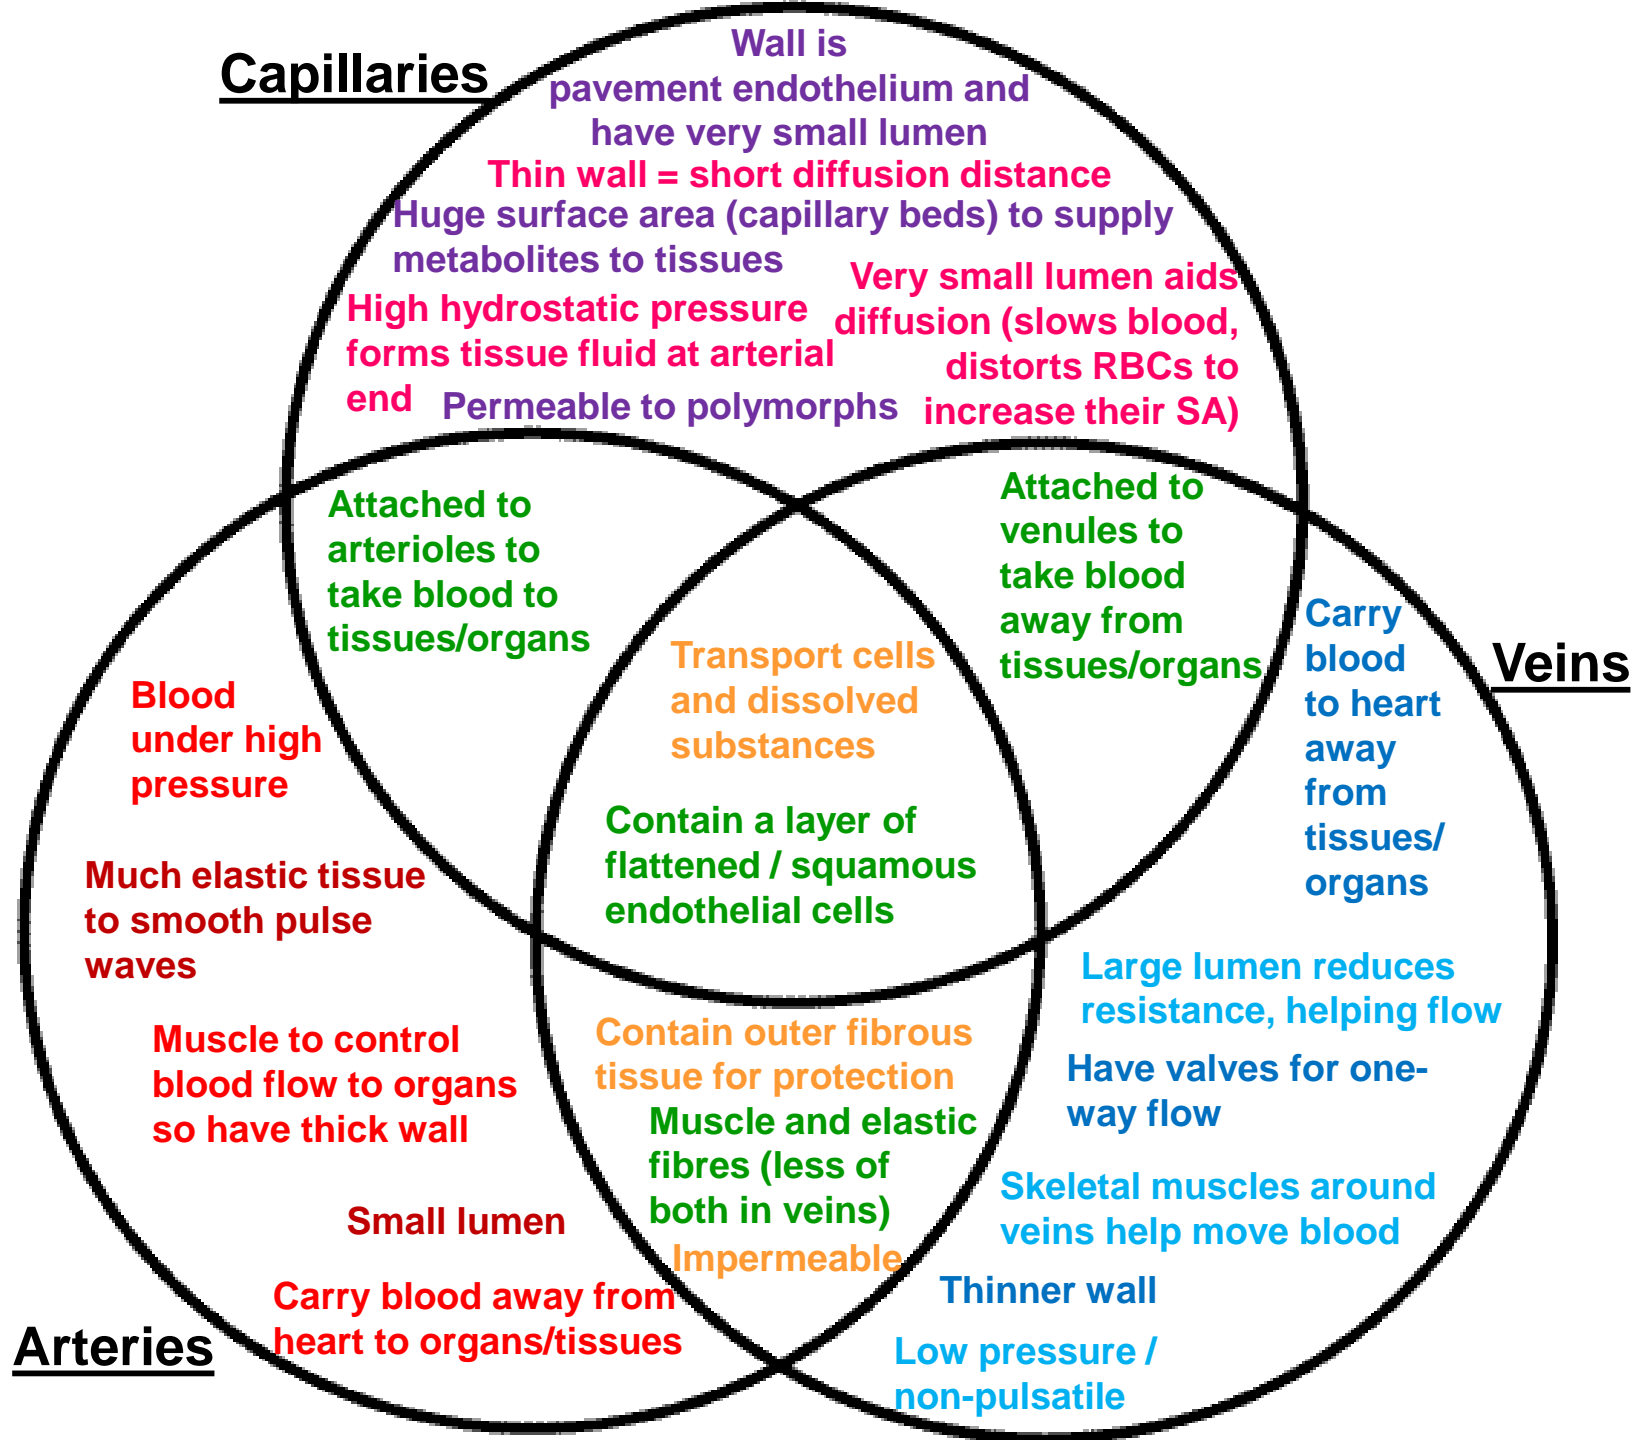 Capillaries
Wall is
pavement endothelium and
have very small lumen
Thin wall = short diffusion distance
Huge surface area (capillary beds) to supply
metabolites to tissues
High hydrostatic pressure
forms tissue fluid at arterial
end
Very small lumen aids
diffusion (slows blood,
distorts RBCs to
increase their SA)
Permeable to polymorphs
Attached to
arterioles to
take blood to
tissues/organs
Attached to
venules to
take blood
away from
tissues/organs
Transport cells
and dissolved
substances
Contain a layer of
flattened / squamous
endothelial cells
Veins
Carry
blood
to heart
away
from
tissues/
organs
Large lumen reduces
resistance, helping flow
Have valves for one-
way flow
Skeletal muscles around
veins help move blood
Thinner wall
Low pressure /
non-pulsatile
Contain outer fibrous
tissue for protection
Muscle and elastic
fibres (less of
both in veins)
Impermeable
Blood
under high
pressure
Much elastic tissue
to smooth pulse
waves
Muscle to control
blood flow to organs
so have thick wall
Small lumen
Carry blood away from
heart to organs/tissues
Arteries